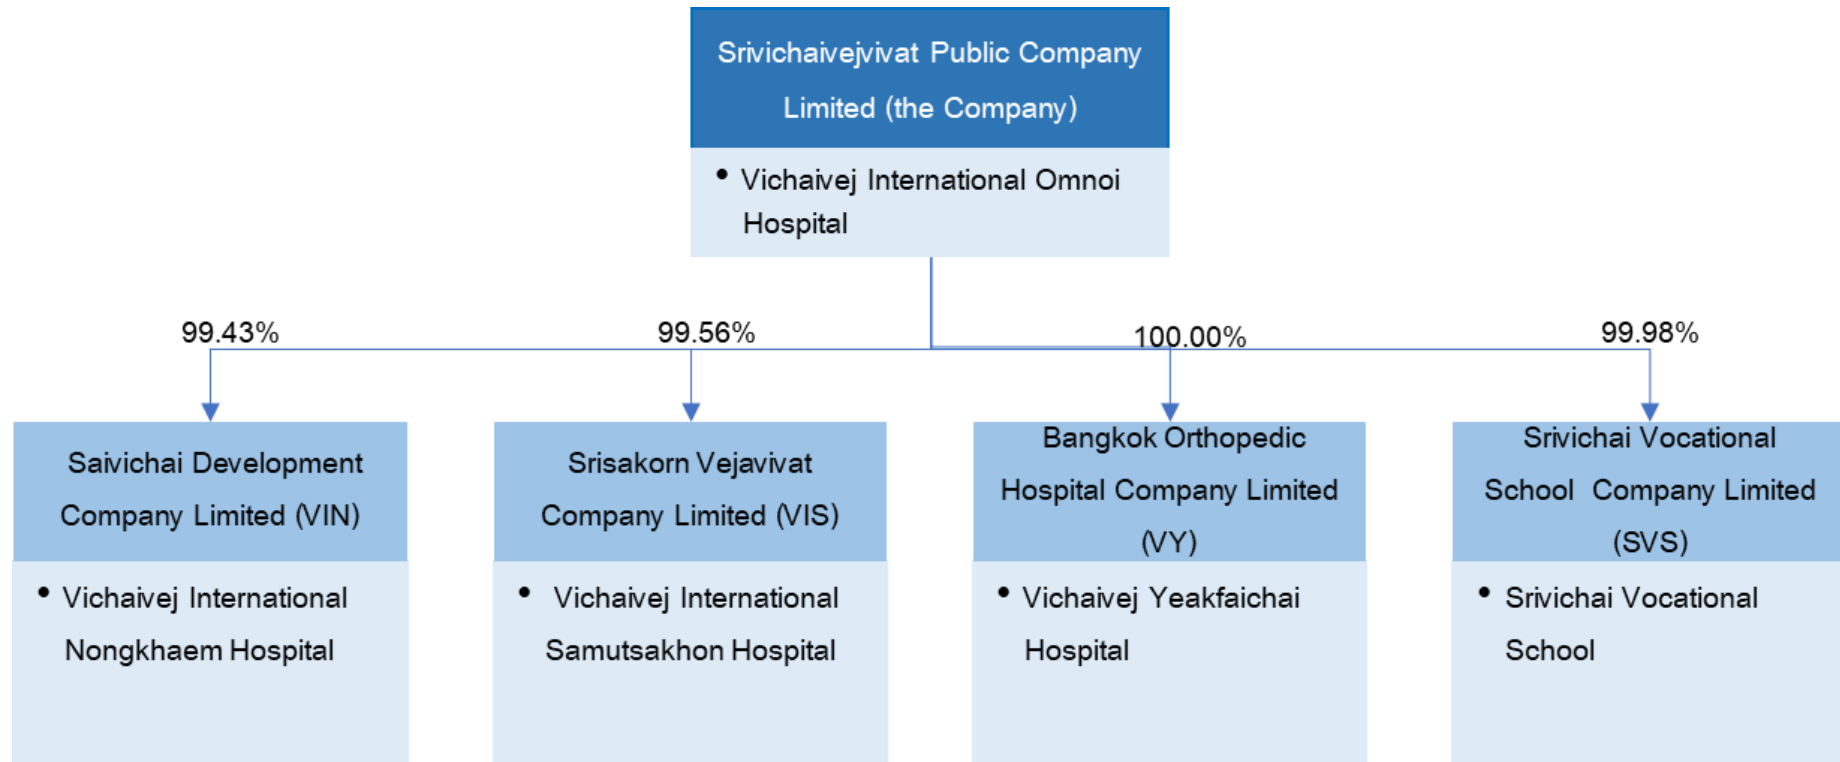 Srivichaivejvivat Public Company
Limited (the Company)
• Vichaivej International Omnoi
Hospital
99.43%
99.56%
100.00%
99.98%
Saivichai Development
Company Limited (VIN)
• Vichaivej International
Nongkhaem Hospital
Srisakorn Vejavivat
Company Limited (VIS)
• Vichaivej International
Samutsakhon Hospital
Bangkok Orthopedic
Hospital Company Limited
(VY)
• Vichaivej Yeakfaichai
Hospital
Srivichai Vocational
School Company Limited
(SVS)
• Srivichai Vocational
School